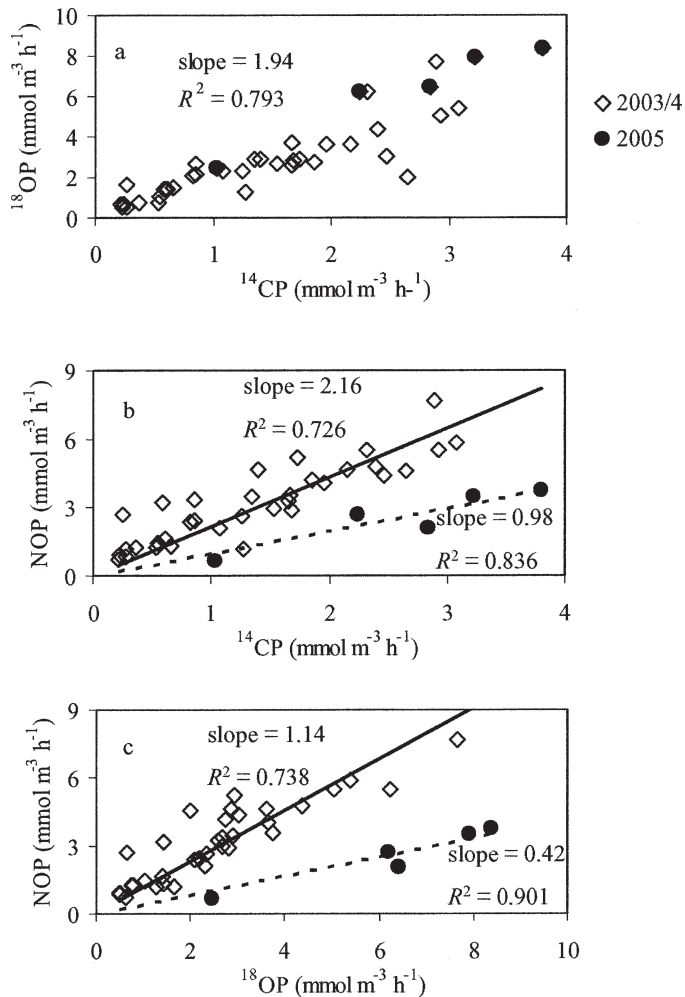 10
8
6
4
2
0
a
slope = 1.94
R² = 0.793
¹⁸OP (mmol m⁻³ h⁻¹)
0 1 2 3 4
¹⁴CP (mmol m⁻³ h-¹)
◇ 2003/4
● 2005
9
6
3
0
b
slope = 2.16
R² = 0.726
slope = 0.98
R² = 0.836
NOP (mmol m⁻³ h⁻¹)
0 1 2 3 4
¹⁴CP (mmol m⁻³ h⁻¹)
9
6
3
0
c
slope = 1.14
R² = 0.738
slope = 0.42
R² = 0.901
NOP (mmol m⁻³ h⁻¹)
0 2 4 6 8 10
¹⁸OP (mmol m⁻³ h⁻¹)